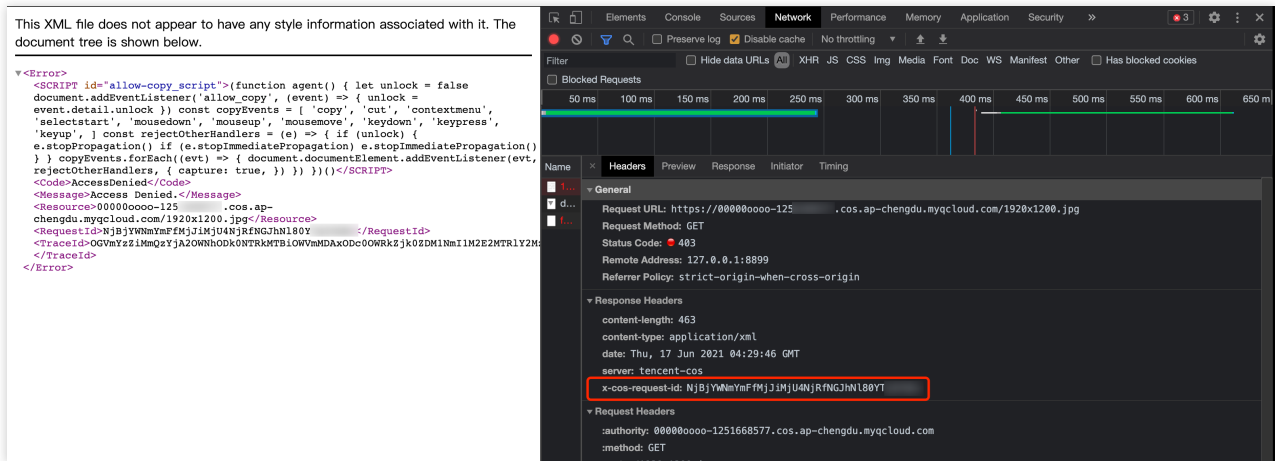 This XML file does not appear to have any style information associated with it. The
document tree is shown below.
▼<Error>
<SCRIPT id="allow-copy_script">(function agent() { let unlock = false
document.addEventListener('allow_copy', (event) => { unlock =
event.detail.unlock }) const copyEvents = [ 'copy', 'cut', 'contextmenu',
'selectstart', 'mousedown', 'mouseup', 'mousemove', 'keydown', 'keypress',
'keyup', ] const rejectOtherHandlers = (e) => { if (unlock) {
e.stopPropagation() if (e.stopImmediatePropagation) e.stopImmediatePropagation()
} } copyEvents.forEach((evt) => { document.documentElement.addEventListener(evt,
rejectOtherHandlers, { capture: true, }) }) })()</SCRIPT>
<Code>AccessDenied</Code>
<Message>Access Denied.</Message>
<Resource>00000oooo-125 .cos.ap-
chengdu.myqcloud.com/1920x1200.jpg</Resource>
<RequestId>NjBjYWNmYmFfMjJiMjU4NjRfNGJhNl80Y </RequestId>
<TraceId>OGVmYzZiMmQzYjA2OWNhODk0NTRkMTBiOWVmMDAxODc0OWRkZjk0ZDM1NmI1M2E2MTRlY2M
</TraceId>
</Error>
Elements Console Sources Network Performance Memory Application Security » 3
Preserve log Disable cache No throttling ▼
Filter Hide data URLs All XHR JS CSS Img Media Font Doc WS Manifest Other Has blocked cookies
Blocked Requests
50 ms 100 ms 150 ms 200 ms 250 ms 300 ms 350 ms 400 ms 450 ms 500 ms 550 ms 600 ms 650 m
Name × Headers Preview Response Initiator Timing
1...
d...
f...
▼ General
Request URL: https://00000oooo-125 .cos.ap-chengdu.myqcloud.com/1920x1200.jpg
Request Method: GET
Status Code: 403
Remote Address: 127.0.0.1:8899
Referrer Policy: strict-origin-when-cross-origin
▼ Response Headers
content-length: 463
content-type: application/xml
date: Thu, 17 Jun 2021 04:29:46 GMT
server: tencent-cos
x-cos-request-id: NjBjYWNmYmFfMjJiMjU4NjRfNGJhNl80YT
▼ Request Headers
:authority: 00000oooo-1251668577.cos.ap-chengdu.myqcloud.com
:method: GET